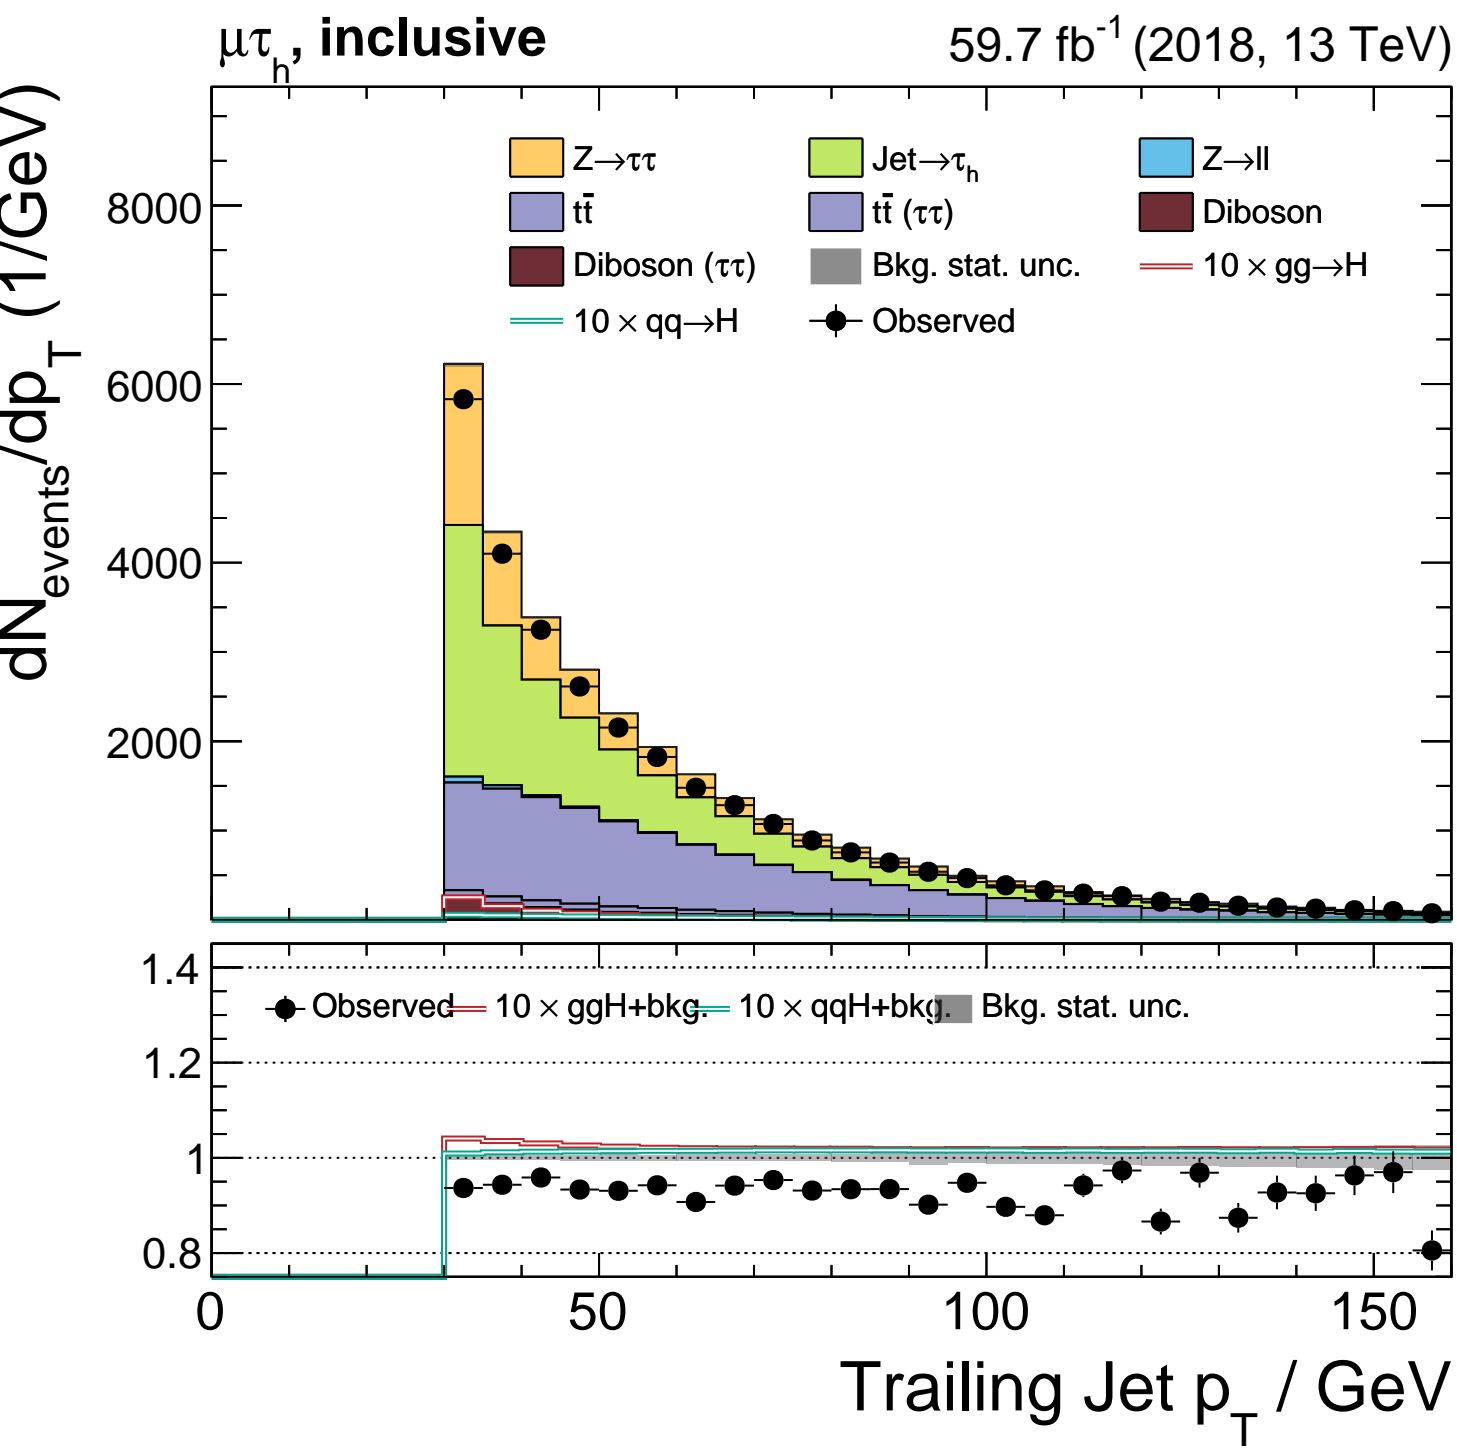 μτh, inclusive
59.7 fb-1 (2018, 13 TeV)
dNevents/dpT (1/GeV)
Z→ττ
Jet→τh
Z→ll
tt̄
tt̄ (ττ)
Diboson
Diboson (ττ)
Bkg. stat. unc.
10 × gg→H
10 × qq→H
Observed
8000
6000
4000
2000
1.4
1.2
1
0.8
Observed
10 × ggH+bkg.
10 × qqH+bkg.
Bkg. stat. unc.
0
50
100
150
Trailing Jet pT / GeV